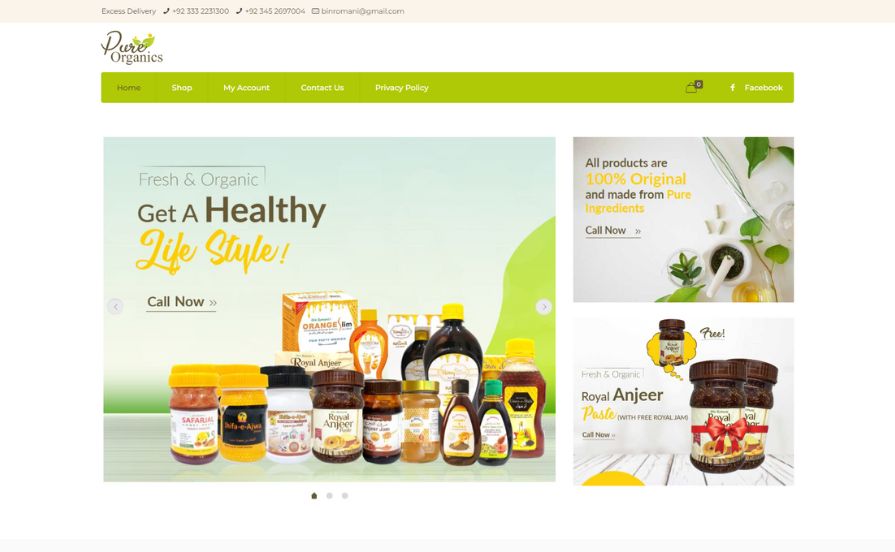 Excess Delivery +92 333 2231300 +92 345 2697004 binromani@gmail.com
Pure
Organics
Home Shop My Account Contact Us Privacy Policy 0 Facebook
Fresh & Organic
Get A Healthy
Life Style!
Call Now »
ORANGE Slim
Royal Anjeer
SAFARJAL
Shifa-e-Ajwa
Shifa-e-Ajwa
Royal
Anjeer
Anjeer Jam
All products are
100% Original
and made from Pure
Ingredients
Call Now »
Free!
Fresh & Organic
Royal Anjeer
Paste (WITH FREE ROYAL JAM)
Call Now »
Royal